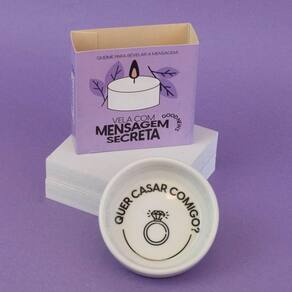 QUEIME PARA REVELAR A MENSAGEM
VELA COM
MENSAGEM
SECRETA
QUER CASAR COMIGO?